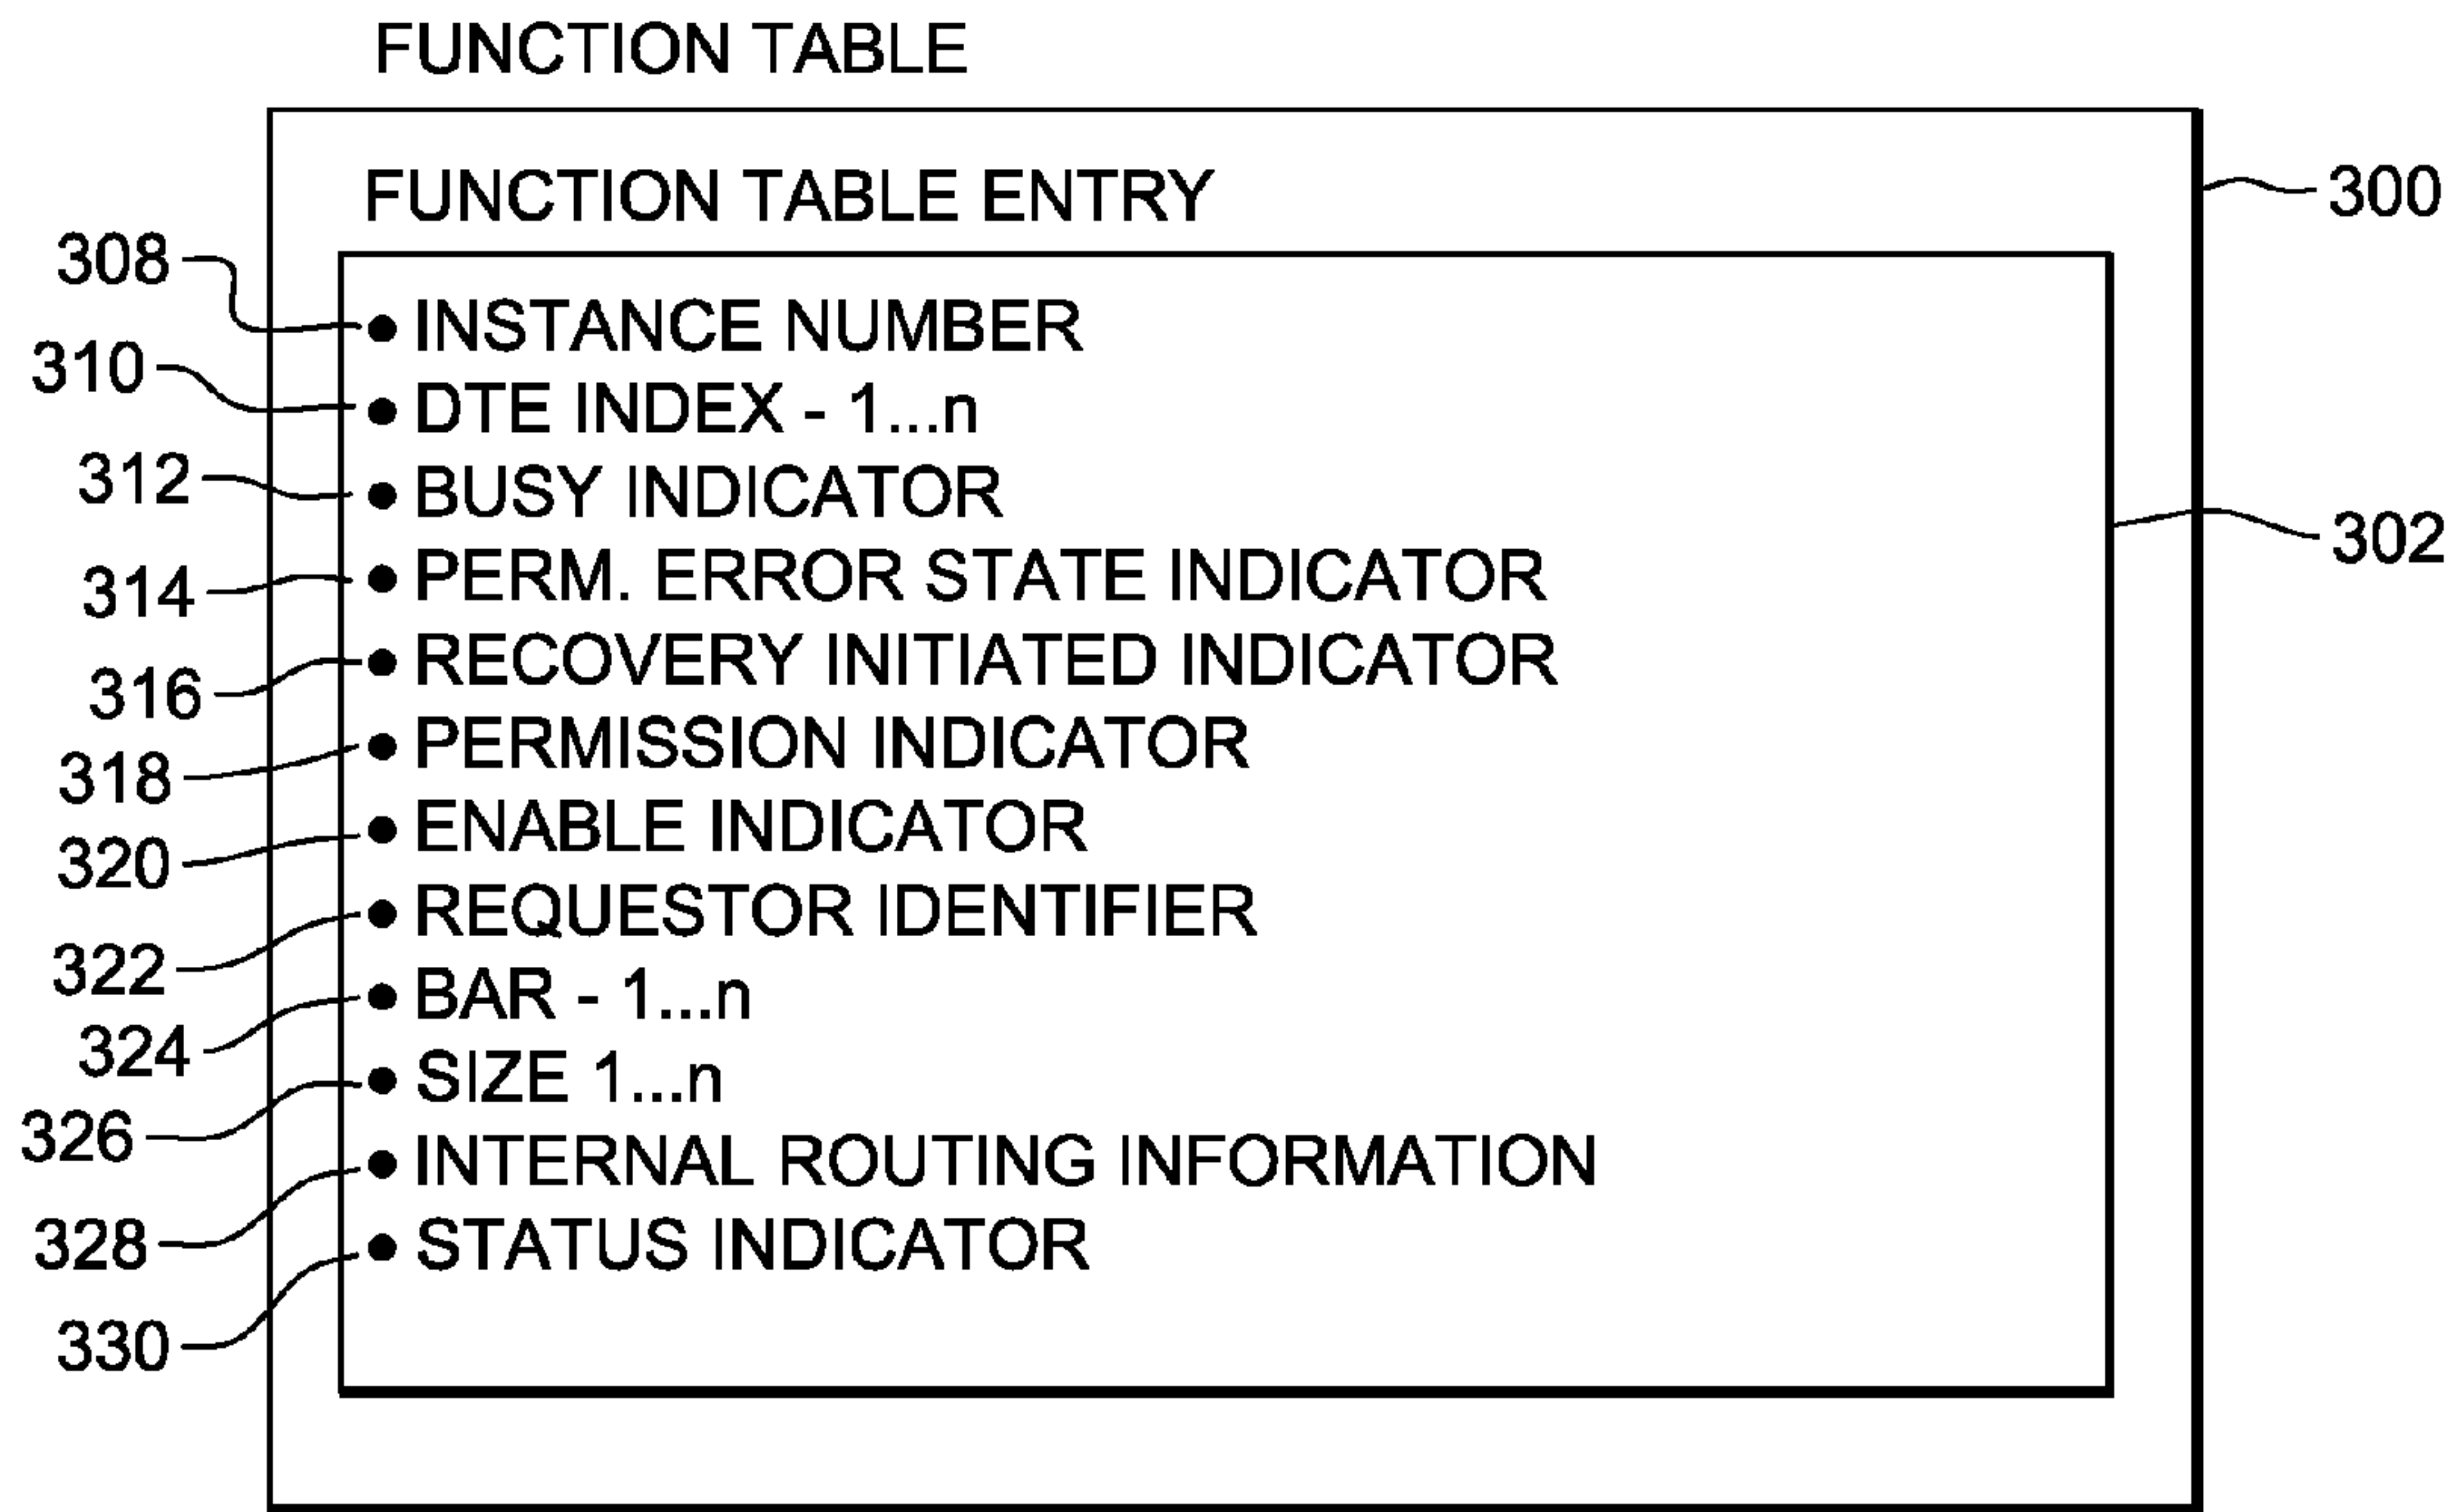 FUNCTION TABLE
FUNCTION TABLE ENTRY
300
308
● INSTANCE NUMBER
310
● DTE INDEX - 1...n
312
● BUSY INDICATOR
302
314
● PERM. ERROR STATE INDICATOR
316
● RECOVERY INITIATED INDICATOR
318
● PERMISSION INDICATOR
320
● ENABLE INDICATOR
322
● REQUESTOR IDENTIFIER
324
● BAR - 1...n
326
● SIZE 1...n
328
● INTERNAL ROUTING INFORMATION
330
● STATUS INDICATOR